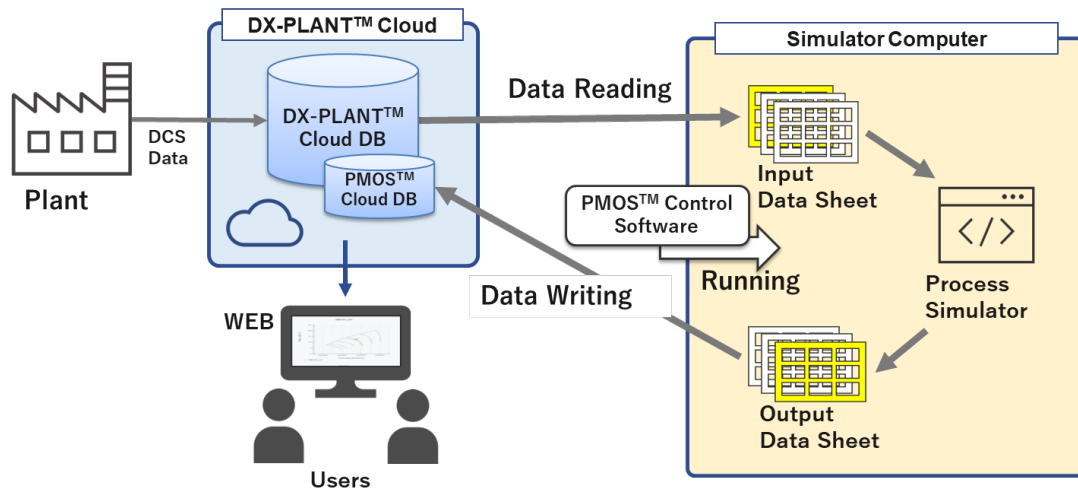 DX-PLANT™ Cloud
Simulator Computer
DX-PLANT™
Cloud DB
PMOS™
Cloud DB
DCS
Data
Plant
Data Reading
Input
Data Sheet
PMOS™ Control
Software
Running
</>
Process
Simulator
Data Writing
Output
Data Sheet
WEB
Users